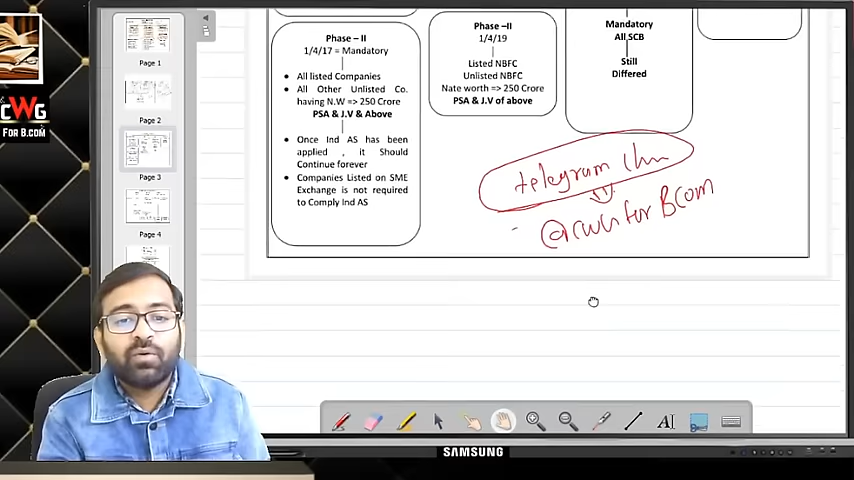 CWG
FOR B.COM
Page 1
Page 2
Page 3
Page 4
Phase – II
1/4/17 = Mandatory
All listed Companies
All Other Unlisted Co.
having N.W => 250 Crore
PSA & J.V & Above
Once Ind AS has been
applied , it Should
Continue forever
Companies Listed on SME
Exchange is not required
to Comply Ind AS
Phase –II
1/4/19
Listed NBFC
Unlisted NBFC
Nate worth => 250 Crore
PSA & J.V of above
Mandatory
All SCB
Still
Differed
telegram
@cwg for Bcom
AI
SAMSUNG